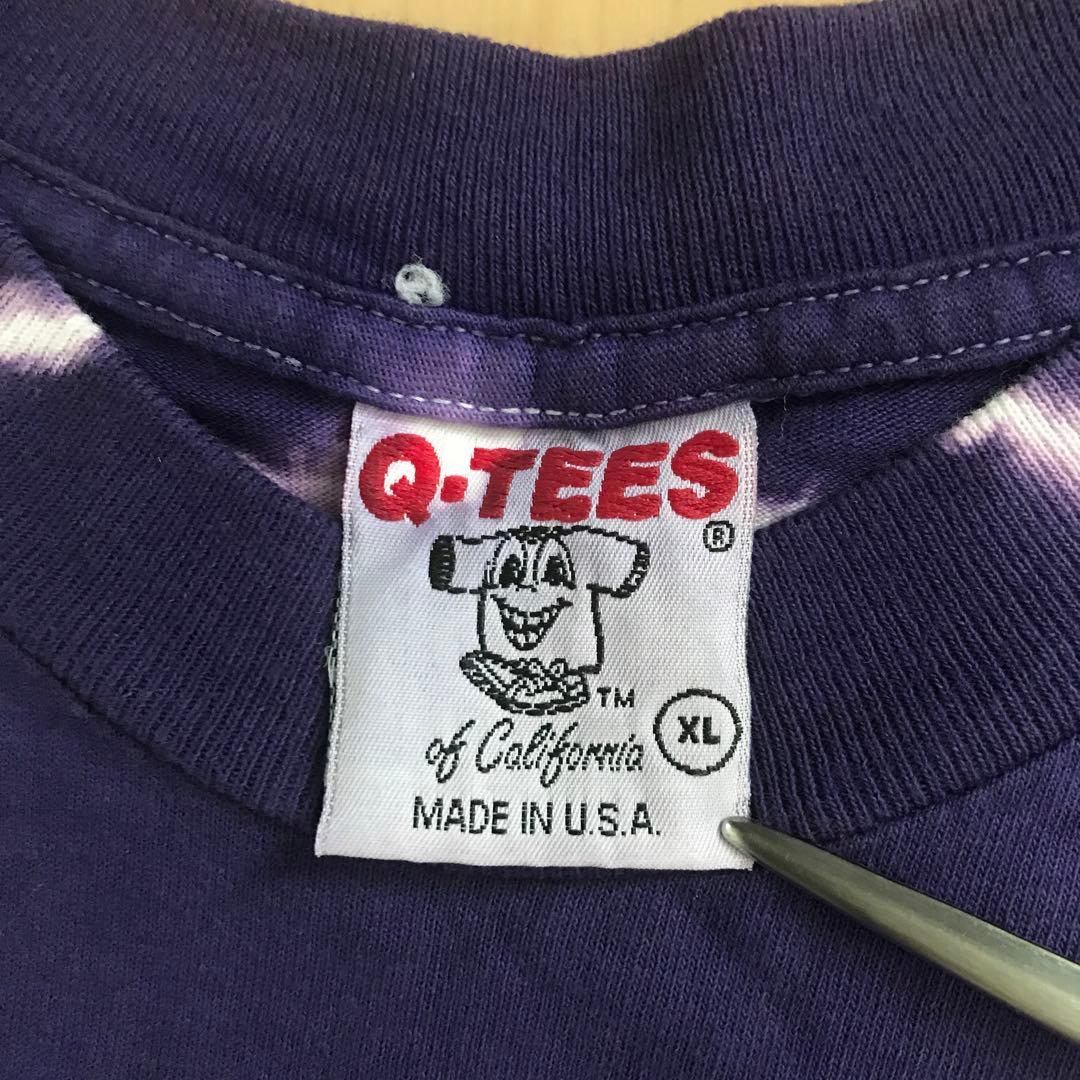 Q-TEES
®
TM
of California
XL
MADE IN U.S.A.